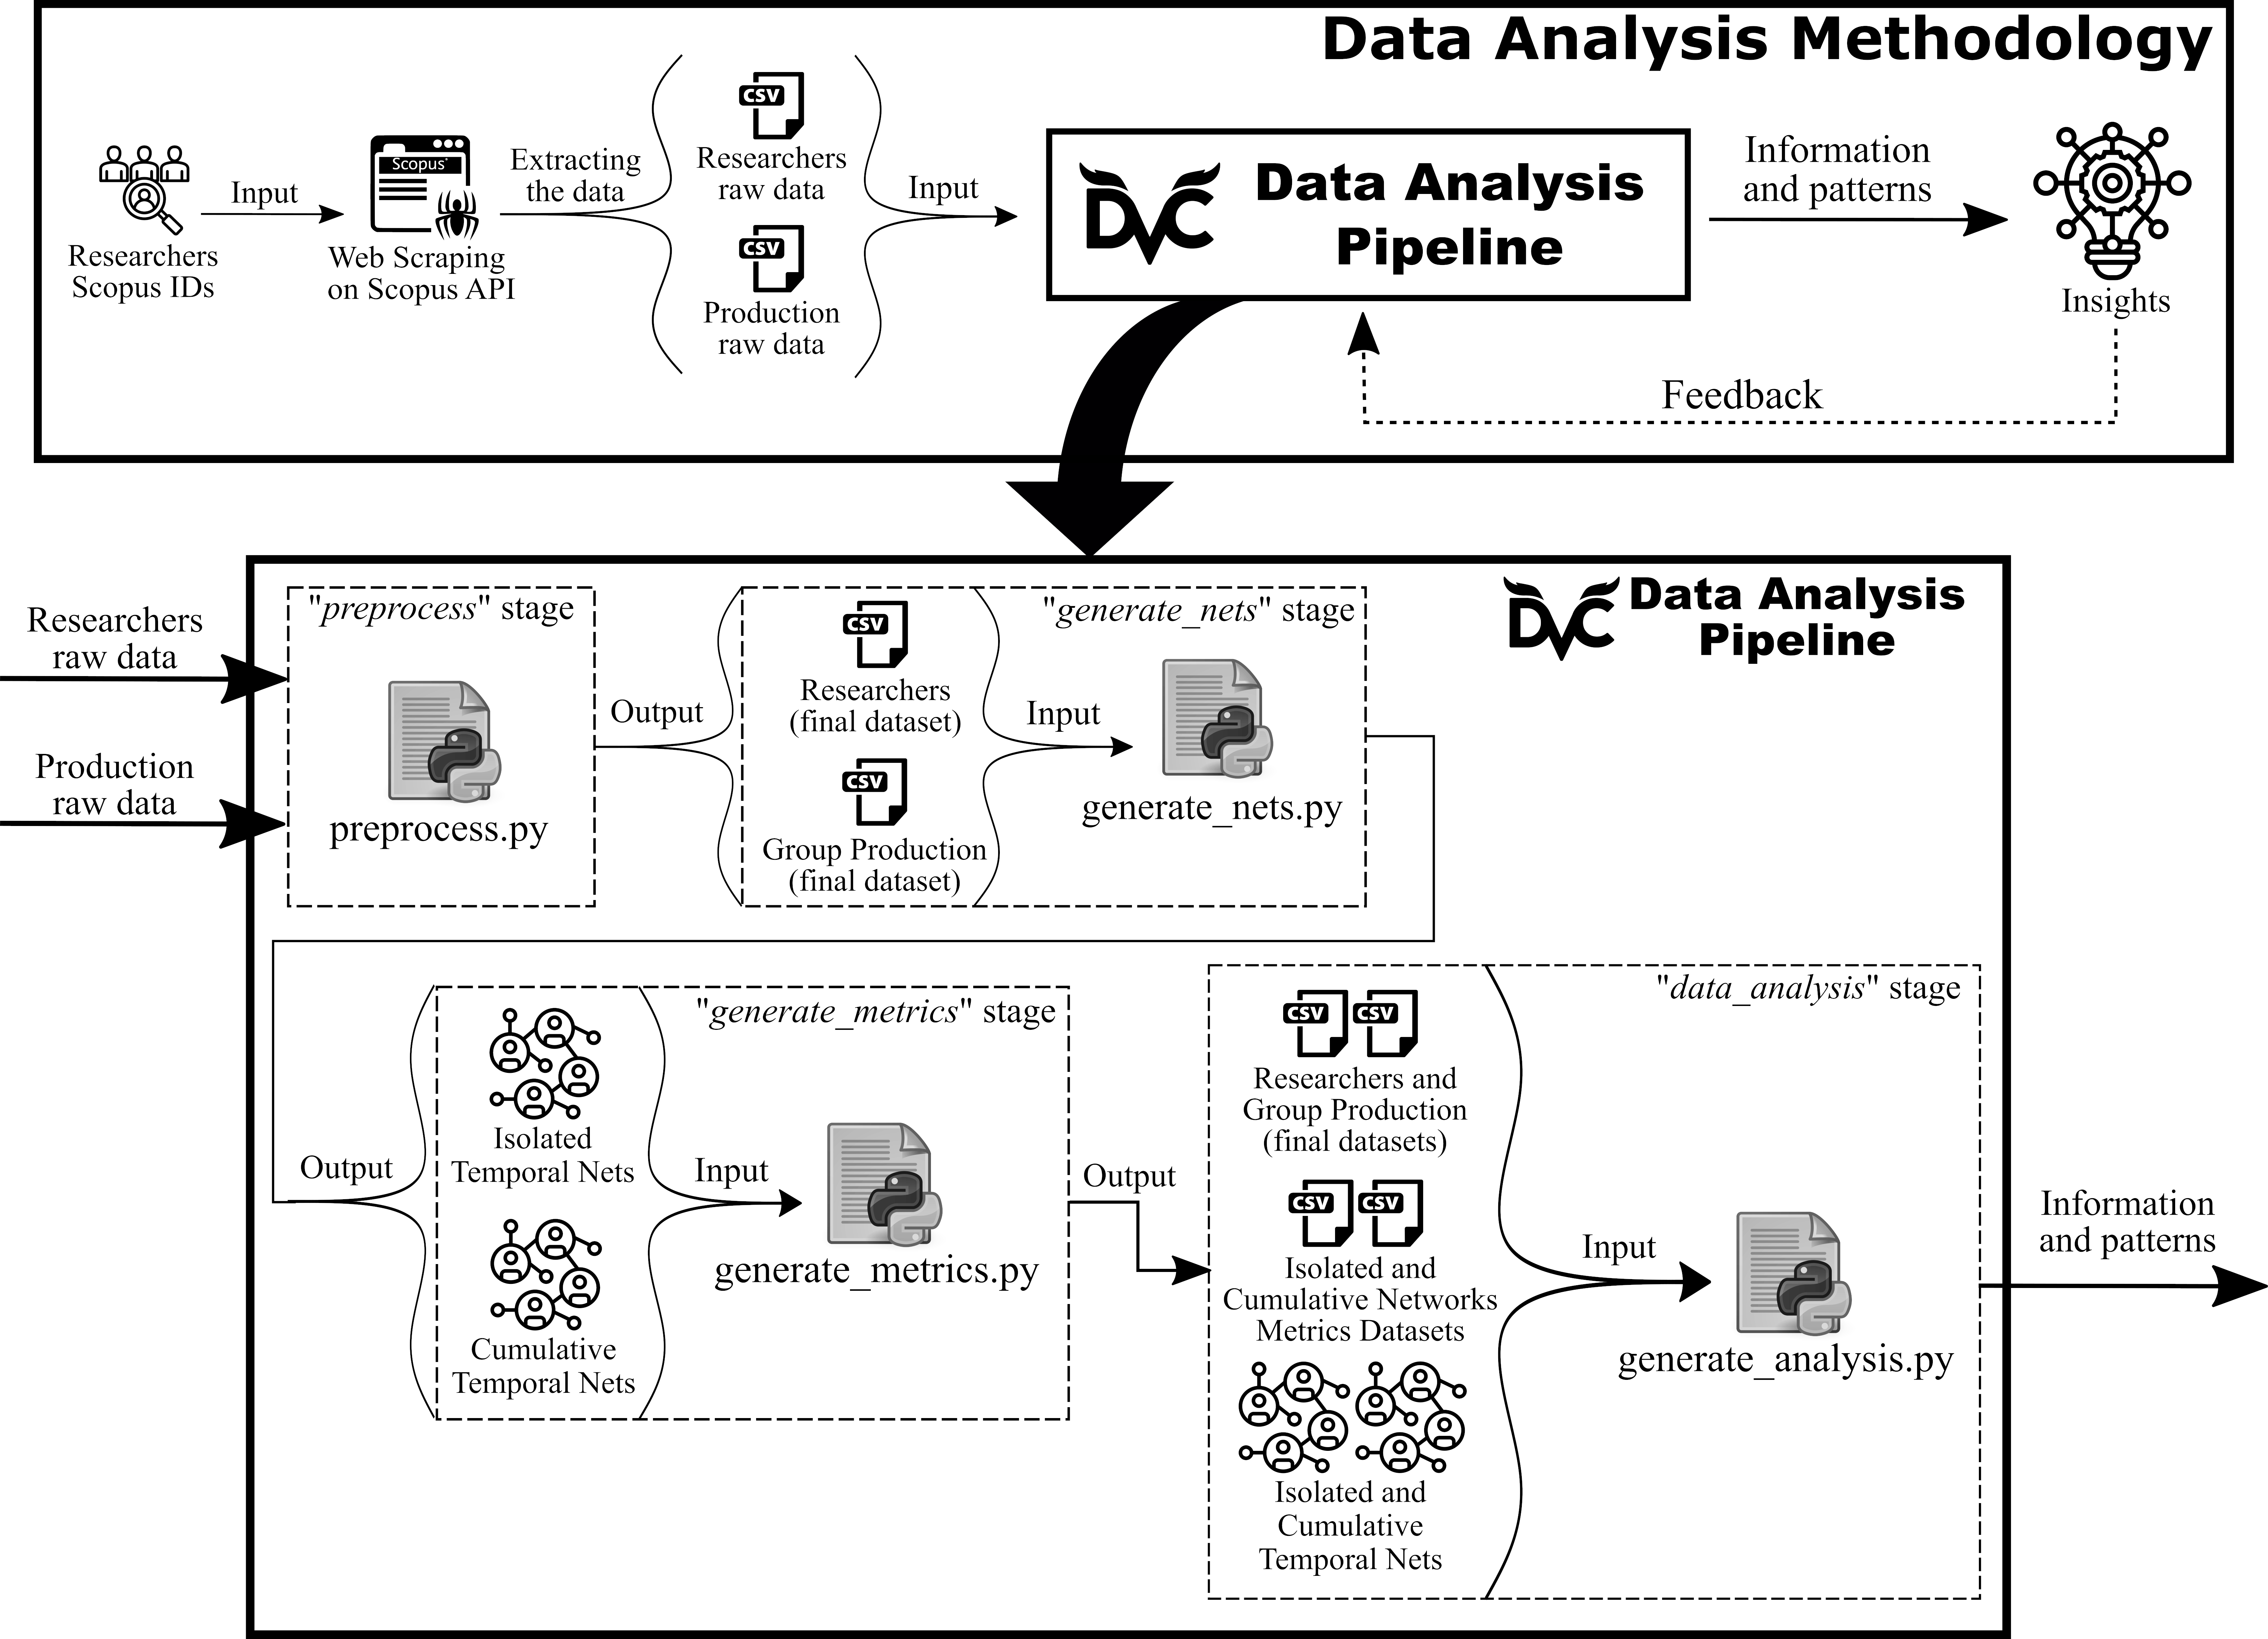 Data Analysis Methodology
Researchers
Scopus IDs
Input
Scopus
Web Scraping
on Scopus API
Extracting
the data
CSV
Researchers
raw data
CSV
Production
raw data
Input
DVC
Data Analysis
Pipeline
Information
and patterns
Insights
Feedback
DVC
Data Analysis
Pipeline
Researchers
raw data
Production
raw data
"preprocess" stage
preprocess.py
Output
CSV
Researchers
(final dataset)
CSV
Group Production
(final dataset)
"generate_nets" stage
Input
generate_nets.py
Output
Isolated
Temporal Nets
Cumulative
Temporal Nets
"generate_metrics" stage
Input
generate_metrics.py
Output
CSV CSV
Researchers and
Group Production
(final datasets)
CSV CSV
Isolated and
Cumulative Networks
Metrics Datasets
Isolated and
Cumulative
Temporal Nets
"data_analysis" stage
Input
generate_analysis.py
Information
and patterns